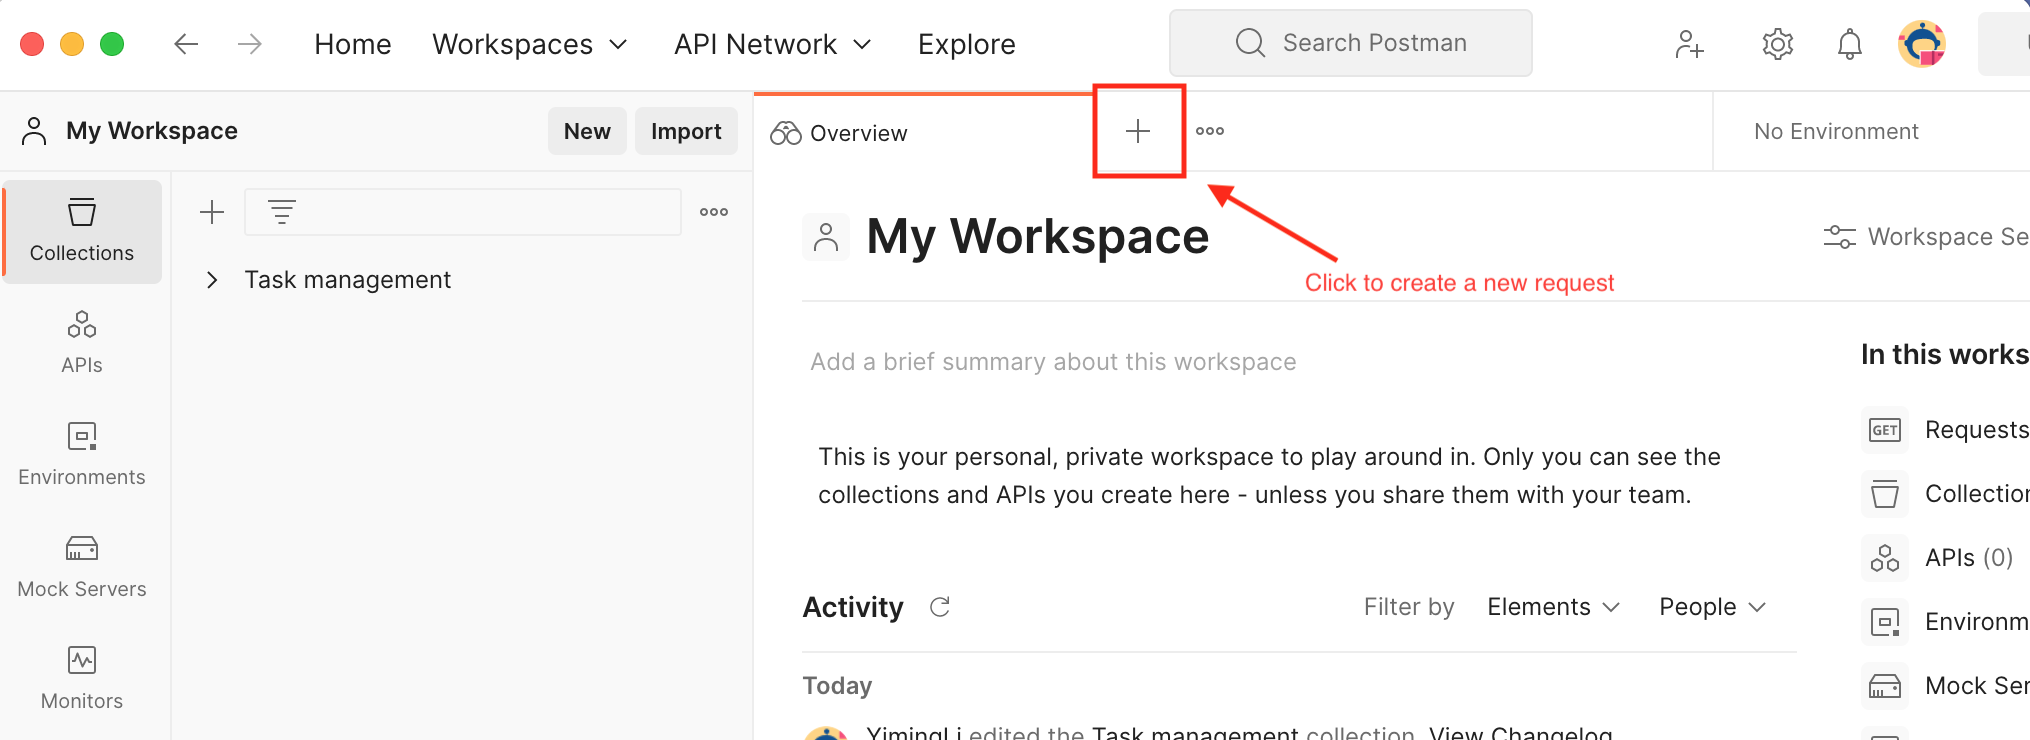 Home Workspaces API Network Explore Search Postman
My Workspace New Import Overview No Environment
Collections
Task management
APIs
Environments
Mock Servers
Monitors
My Workspace
Workspace Se
Click to create a new request
Add a brief summary about this workspace
This is your personal, private workspace to play around in. Only you can see the
collections and APIs you create here - unless you share them with your team.
Activity Filter by Elements People
Today
YimingLi edited the Task management collection. View Changelog
In this works
GET Requests
Collection
APIs (0)
Environm
Mock Ser